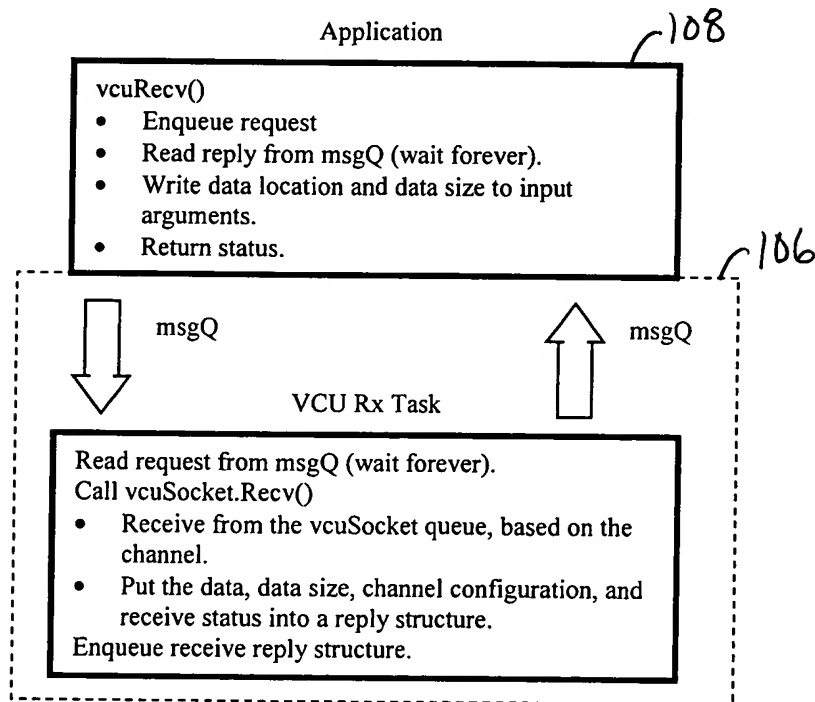 Application
108
vcuRecv()
• Enqueue request
• Read reply from msgQ (wait forever).
• Write data location and data size to input
arguments.
• Return status.
106
msgQ
msgQ
VCU Rx Task
Read request from msgQ (wait forever).
Call vcuSocket.Recv()
• Receive from the vcuSocket queue, based on the
channel.
• Put the data, data size, channel configuration, and
receive status into a reply structure.
Enqueue receive reply structure.